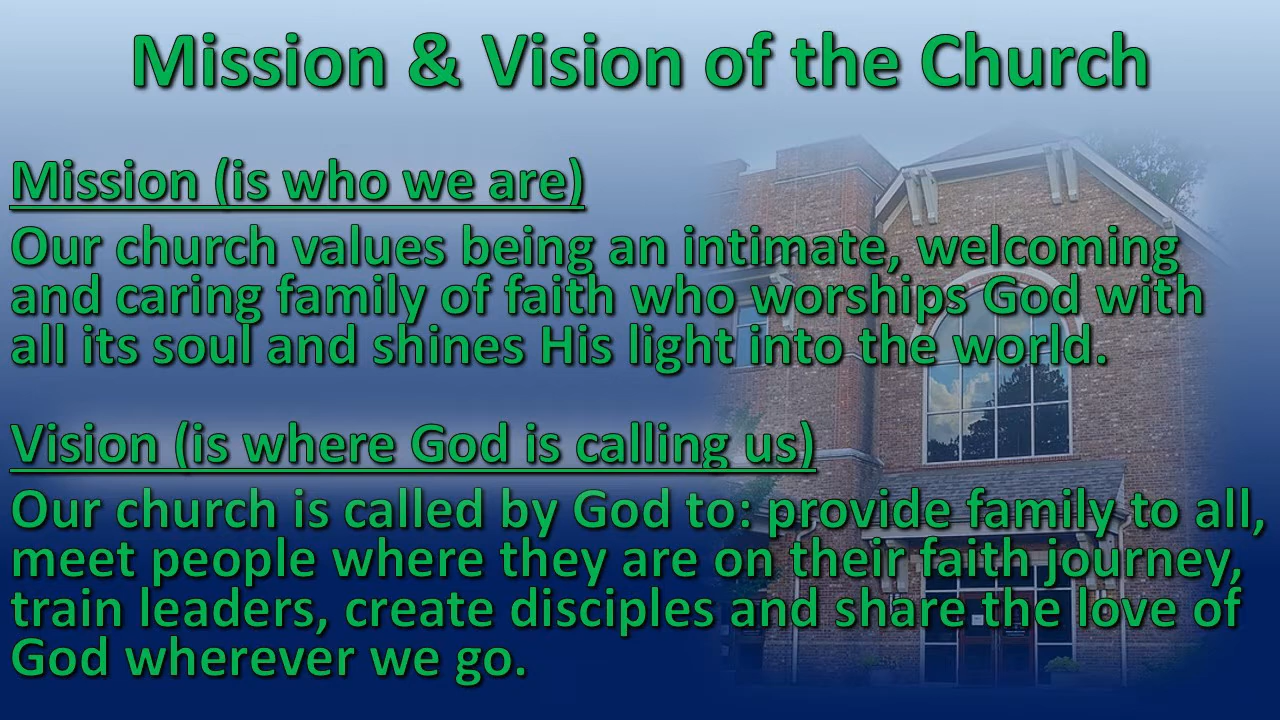 Mission & Vision of the Church
Mission (is who we are)
Our church values being an intimate, welcoming
and caring family of faith who worships God with
all its soul and shines His light into the world.
Vision (is where God is calling us)
Our church is called by God to: provide family to all,
meet people where they are on their faith journey,
train leaders, create disciples and share the love of
God wherever we go.